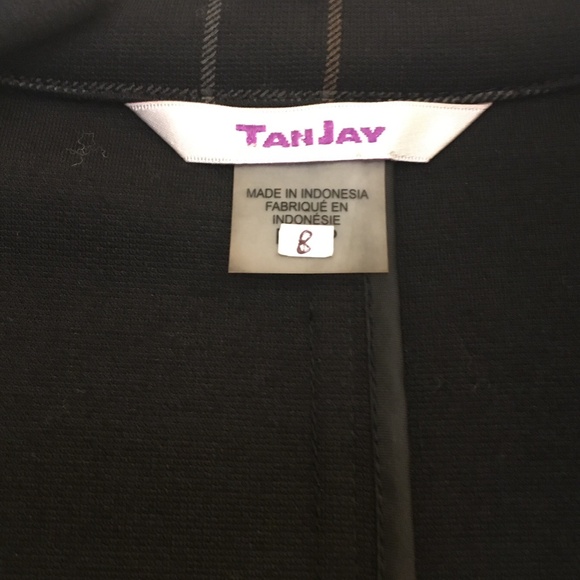 TANJAY
MADE IN INDONESIA
FABRIQUÉ EN
INDONÉSIE
8